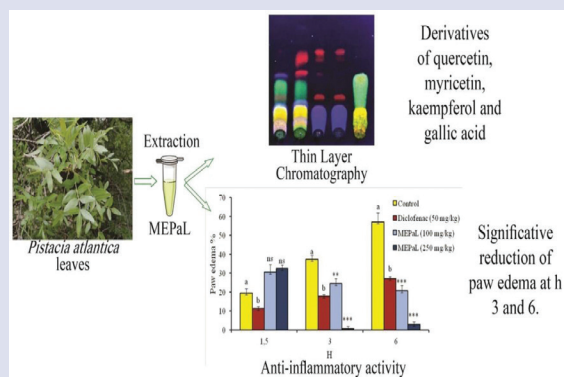 Derivatives
of quercetin,
myricetin,
kaempferol and
gallic acid
Extraction
MEPaL
Thin Layer
Chromatography
Pistacia atlantica
leaves
Paw edema %
70
60
50
40
30
20
10
0
Control
Diclofenac (50 mg/kg)
MEPaL (100 mg/kg)
MEPaL (250 mg/kg)
a
b
ns
ns
a
b
**
***
a
b
***
***
1.5
3
6
H
Anti-inflammatory activity
Significative
reduction of
paw edema at h
3 and 6.